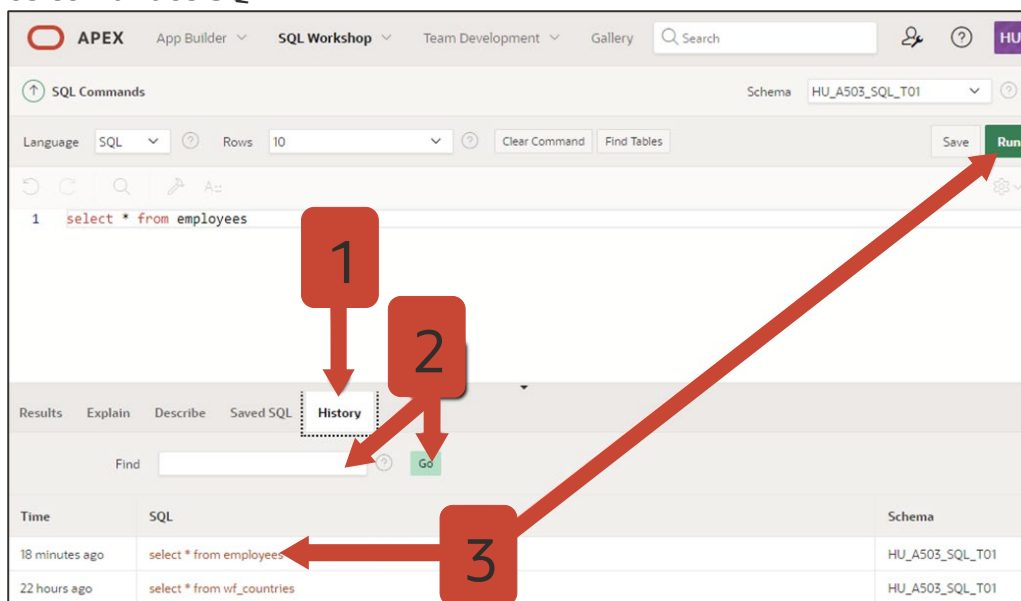 APEX App Builder SQL Workshop Team Development Gallery Search HU
SQL Commands Schema HU_A503_SQL_T01
Language SQL Rows 10 Clear Command Find Tables Save Run
1 select * from employees
1
2
Results Explain Describe Saved SQL History
Find Go
Time SQL Schema
3
18 minutes ago select * from employees HU_A503_SQL_T01
22 hours ago select * from wf_countries HU_A503_SQL_T01